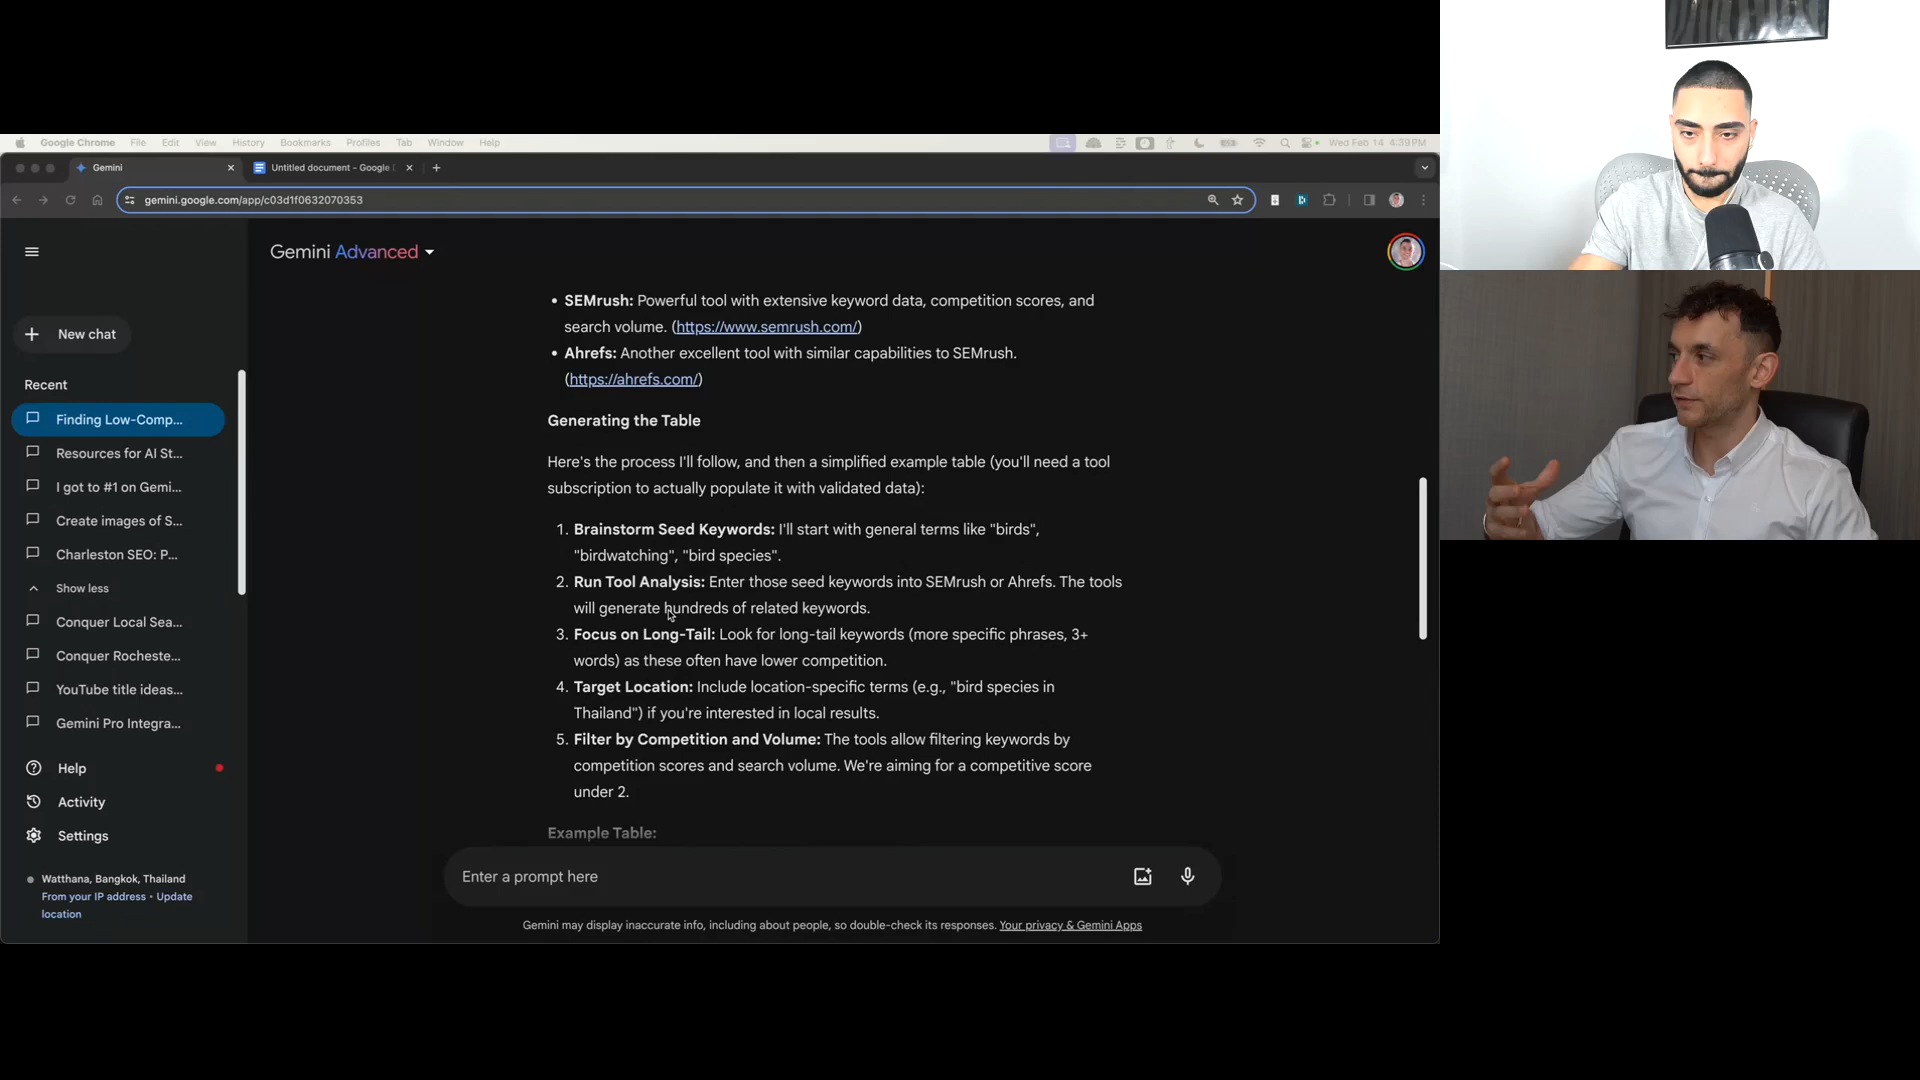 Google Chrome File Edit View History Bookmarks Profiles Tab Window Help Wed Feb 14 4:39 PM
Gemini
Untitled document - Google
gemini.google.com/app/c03d1f0632070353
Gemini Advanced
New chat
Recent
Finding Low-Comp...
Resources for AI St...
I got to #1 on Gemi...
Create images of S...
Charleston SEO: P...
Show less
Conquer Local Sea...
Conquer Rocheste...
YouTube title ideas...
Gemini Pro Integra...
Help
Activity
Settings
Watthana, Bangkok, Thailand
From your IP address • Update
location
• SEMrush: Powerful tool with extensive keyword data, competition scores, and
search volume. (https://www.semrush.com/)
• Ahrefs: Another excellent tool with similar capabilities to SEMrush.
(https://ahrefs.com/)
Generating the Table
Here's the process I'll follow, and then a simplified example table (you'll need a tool
subscription to actually populate it with validated data):
1. Brainstorm Seed Keywords: I'll start with general terms like "birds",
"birdwatching", "bird species".
2. Run Tool Analysis: Enter those seed keywords into SEMrush or Ahrefs. The tools
will generate hundreds of related keywords.
3. Focus on Long-Tail: Look for long-tail keywords (more specific phrases, 3+
words) as these often have lower competition.
4. Target Location: Include location-specific terms (e.g., "bird species in
Thailand") if you're interested in local results.
5. Filter by Competition and Volume: The tools allow filtering keywords by
competition scores and search volume. We're aiming for a competitive score
under 2.
Example Table:
Enter a prompt here
Gemini may display inaccurate info, including about people, so double-check its responses. Your privacy & Gemini Apps